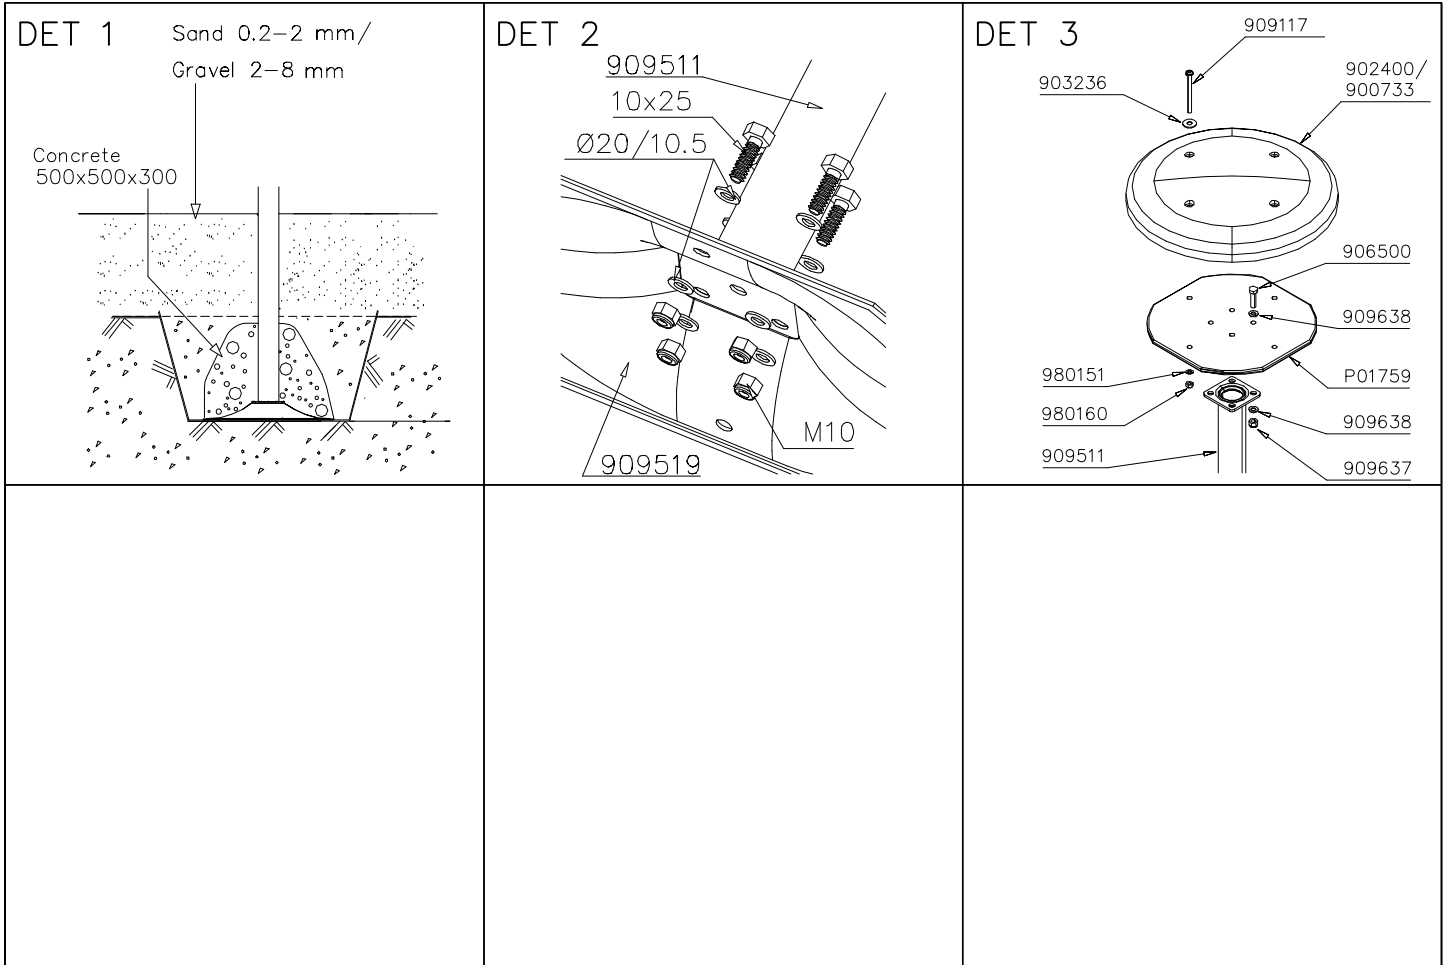 DET 1
Sand 0.2-2 mm/
Gravel 2-8 mm
Concrete
500x500x300
DET 2
909511
10x25
Ø20/10.5
M10
909519
DET 3
909117
903236
902400/
900733
906500
909638
980151
P01759
980160
909638
909511
909637